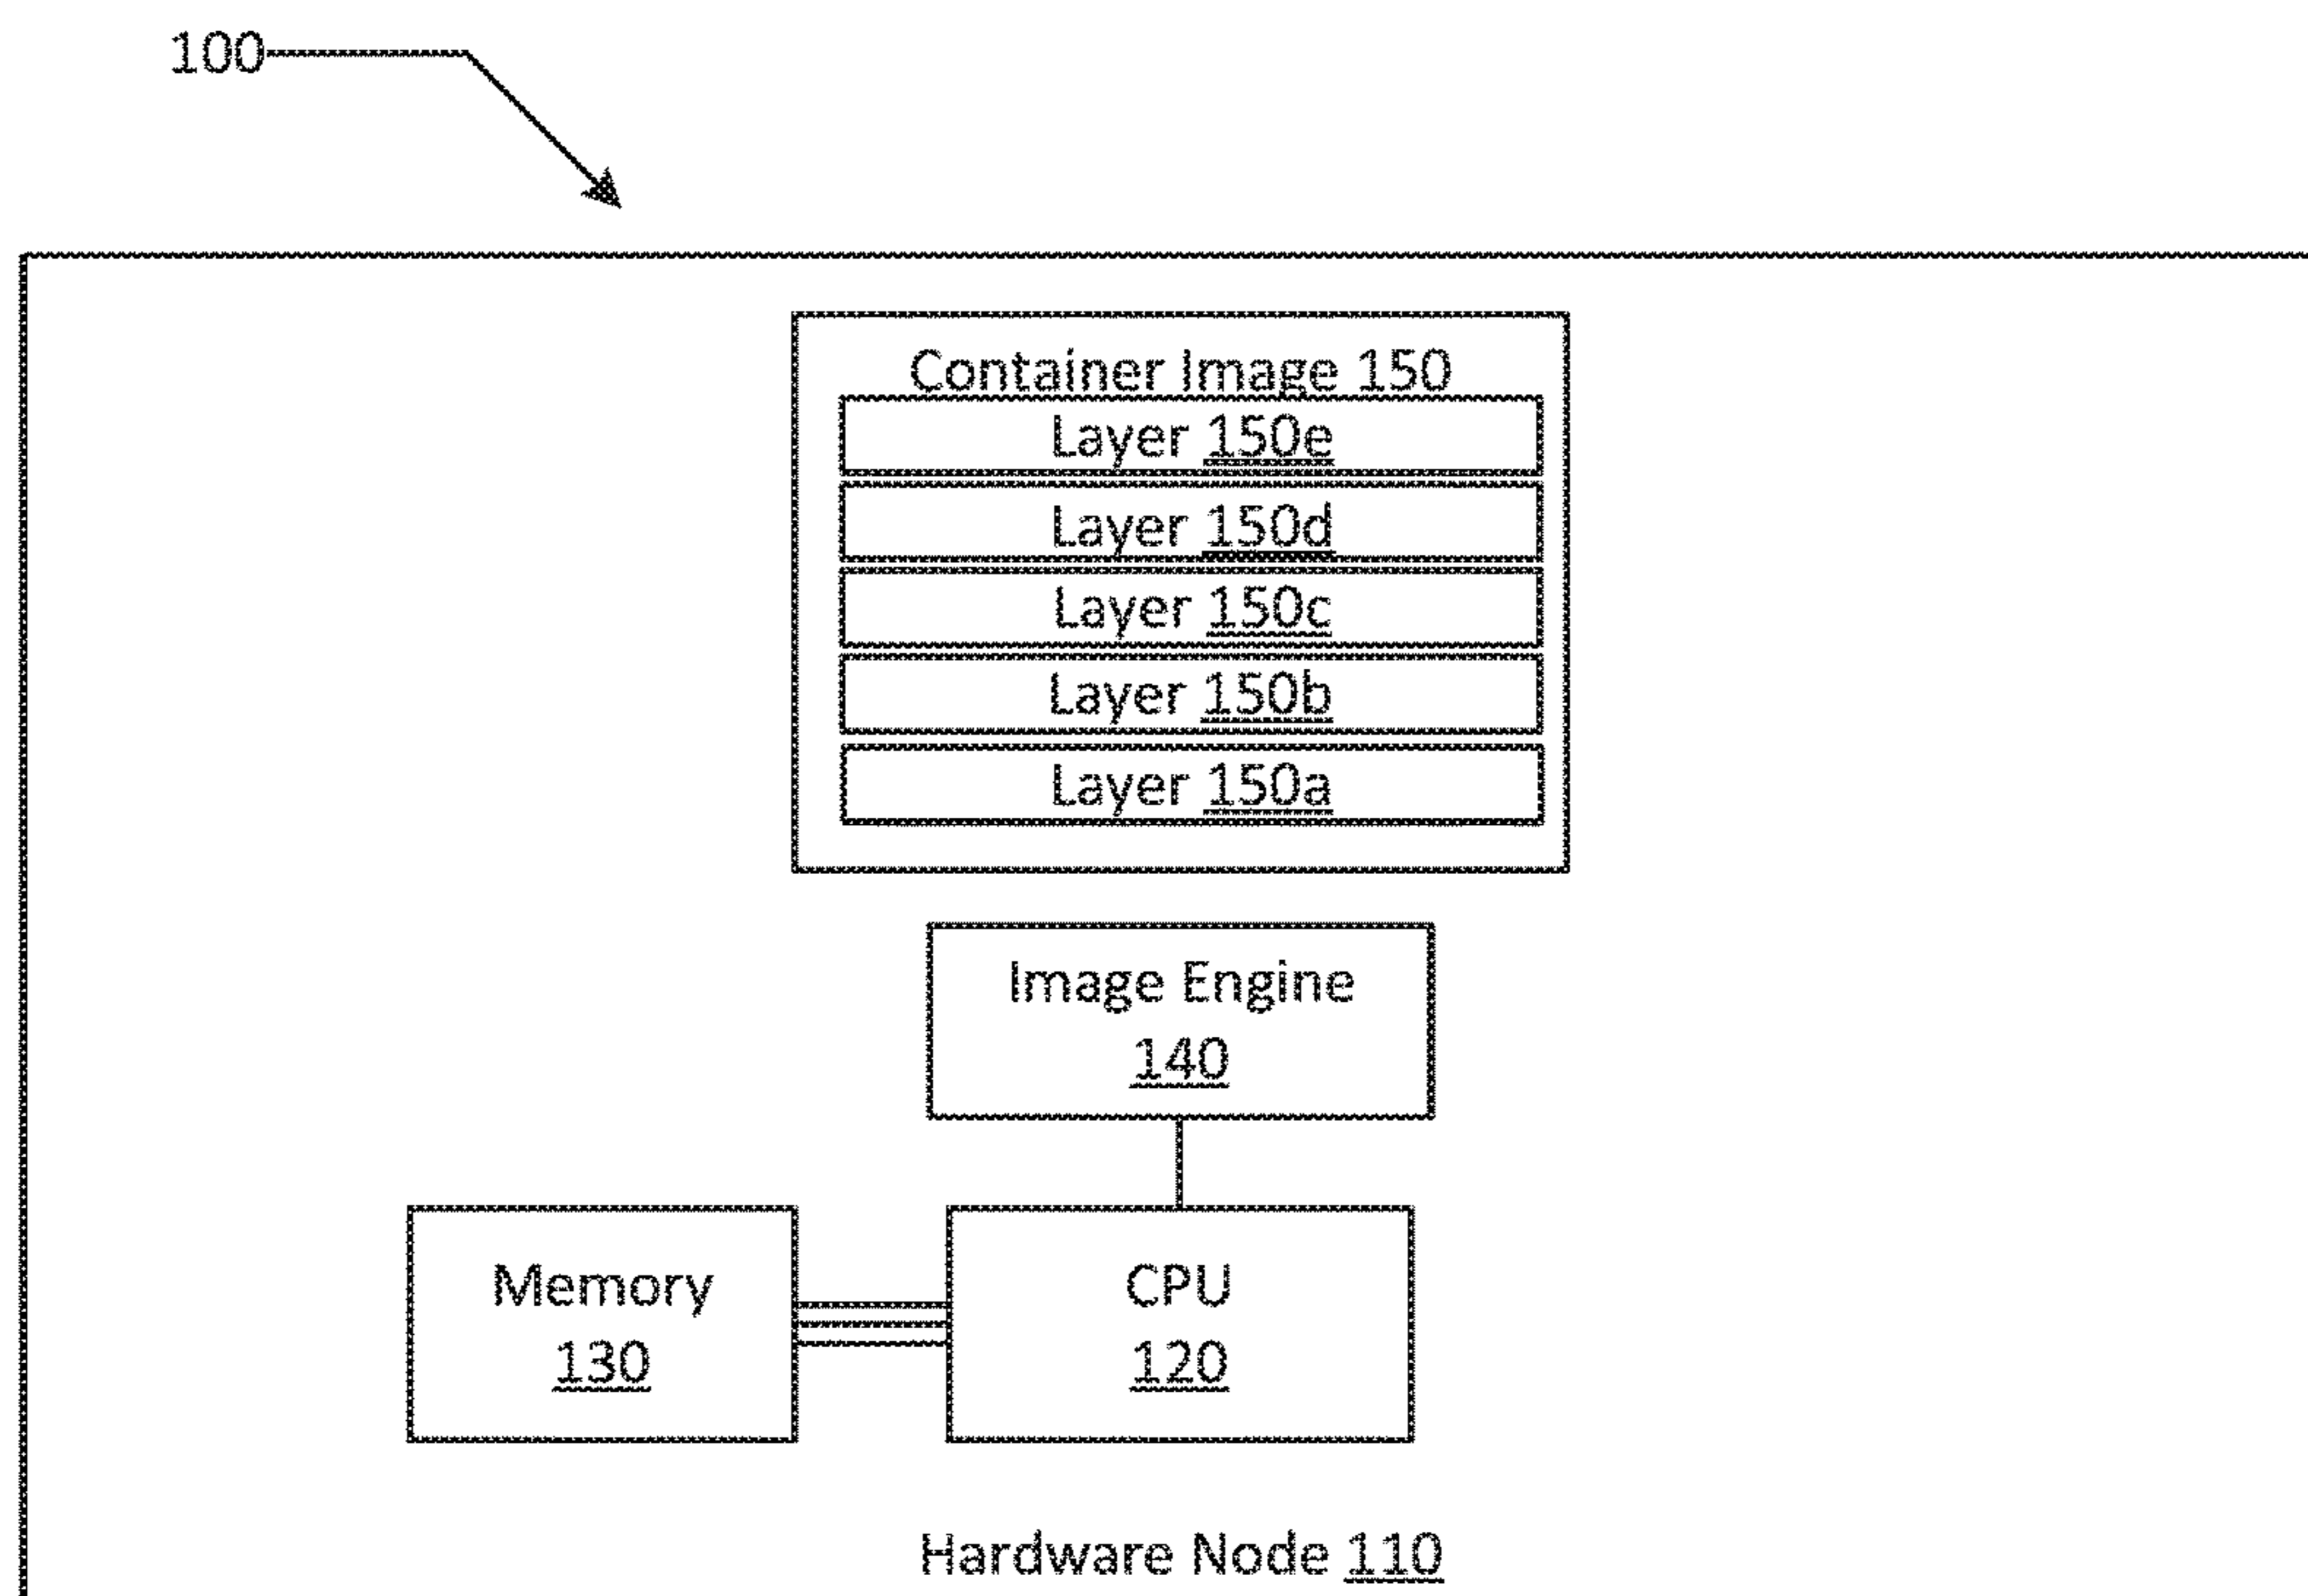 100
Container Image 150
Layer 150e
Layer 150d
Layer 150c
Layer 150b
Layer 150a
Image Engine
140
Memory
130
CPU
120
Hardware Node 110